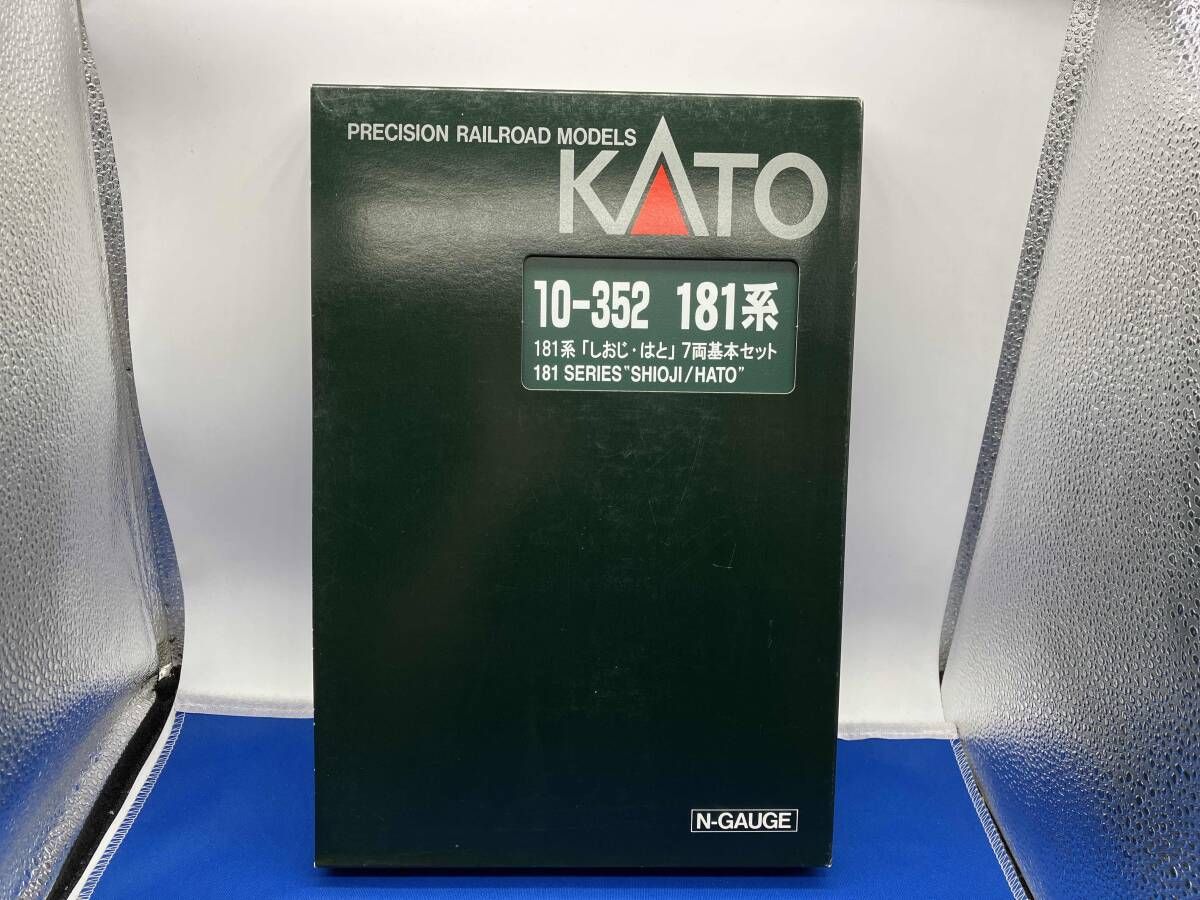 PRECISION RAILROAD MODELS
KATO
10-352 181系
181系「しおじ・はと」7両基本セット
181 SERIES "SHIOJI/HATO"
N-GAUGE